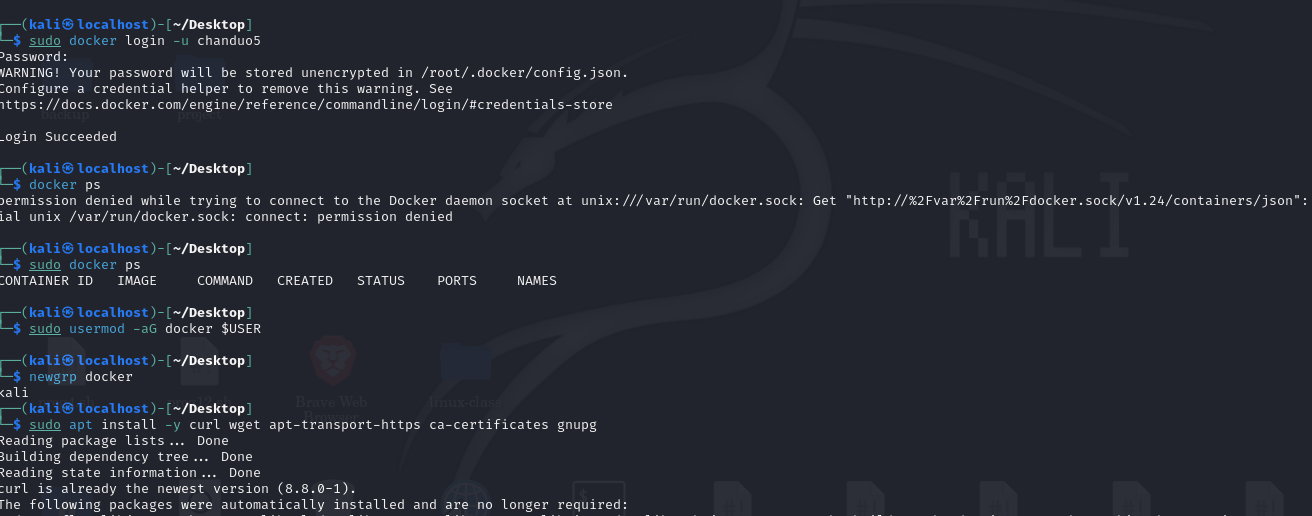 ┌──(kali㉿localhost)-[~/Desktop]
└─$ sudo docker login -u chanduo5
Password:
WARNING! Your password will be stored unencrypted in /root/.docker/config.json.
Configure a credential helper to remove this warning. See
https://docs.docker.com/engine/reference/commandline/login/#credentials-store
Login Succeeded
┌──(kali㉿localhost)-[~/Desktop]
└─$ docker ps
permission denied while trying to connect to the Docker daemon socket at unix:///var/run/docker.sock: Get "http://%2Fvar%2Frun%2Fdocker.sock/v1.24/containers/json":
ial unix /var/run/docker.sock: connect: permission denied
┌──(kali㉿localhost)-[~/Desktop]
└─$ sudo docker ps
CONTAINER ID   IMAGE     COMMAND   CREATED   STATUS    PORTS     NAMES
┌──(kali㉿localhost)-[~/Desktop]
└─$ sudo usermod -aG docker $USER
┌──(kali㉿localhost)-[~/Desktop]
└─$ newgrp docker
kali
┌──(kali㉿localhost)-[~/Desktop]
└─$ sudo apt install -y curl wget apt-transport-https ca-certificates gnupg
Reading package lists... Done
Building dependency tree... Done
Reading state information... Done
curl is already the newest version (8.8.0-1).
The following packages were automatically installed and are no longer required:
backup
project
KALI
Brave Web
Browser